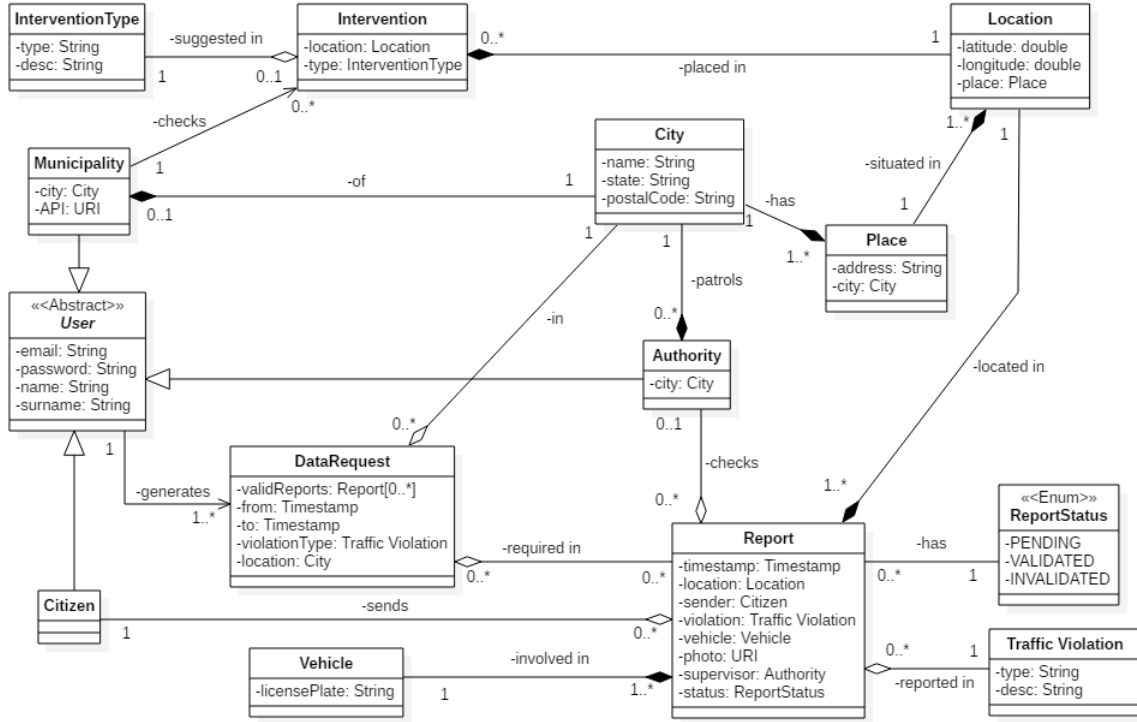 InterventionType
-type: String
-desc: String
-suggested in
1
0..1
Intervention
-location: Location
-type: InterventionType
0..*
1
-placed in
Location
-latitude: double
-longitude: double
-place: Place
0..*
-checks
1
Municipality
-city: City
-API: URI
-of
0..1
1
City
-name: String
-state: String
-postalCode: String
1..*
1
-situated in
1
-has
1
1..*
Place
-address: String
-city: City
1
1
-patrols
0..*
-in
«<Abstract>»
User
-email: String
-password: String
-name: String
-surname: String
Authority
-city: City
-located in
0..1
0..*
1
-generates
1..*
DataRequest
-validReports: Report[0..*]
-from: Timestamp
-to: Timestamp
-violationType: Traffic Violation
-location: City
-checks
0..*
1..*
-required in
0..*
0..*
Report
-timestamp: Timestamp
-location: Location
-sender: Citizen
-violation: Traffic Violation
-vehicle: Vehicle
-photo: URI
-supervisor: Authority
-status: ReportStatus
-has
0..*
1
«<Enum>»
ReportStatus
-PENDING
-VALIDATED
-INVALIDATED
Citizen
-sends
1
0..*
0..*
1
-reported in
Traffic Violation
-type: String
-desc: String
Vehicle
-licensePlate: String
-involved in
1
1..*